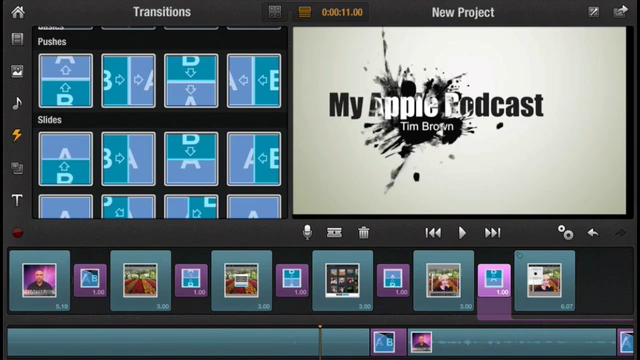 Transitions
0:00:11.00
New Project
Basics
Pushes
A
B
B
A
B
A
A
B
Slides
A
B
B
A
B
A
A
B
A
My Apple Podcast
Tim Brown
T
5.10
A B
1.00
3.00
1.00
3.00
1.00
3.00
1.00
3.00
1.00
6.07
A B
A B